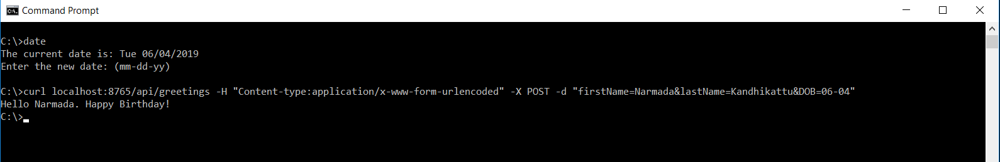 Command Prompt
C:\>date
The current date is: Tue 06/04/2019
Enter the new date: (mm-dd-yy)
C:\>curl localhost:8765/api/greetings -H "Content-type:application/x-www-form-urlencoded" -X POST -d "firstName=Narmada&lastName=Kandhikattu&DOB=06-04"
Hello Narmada. Happy Birthday!
C:\>